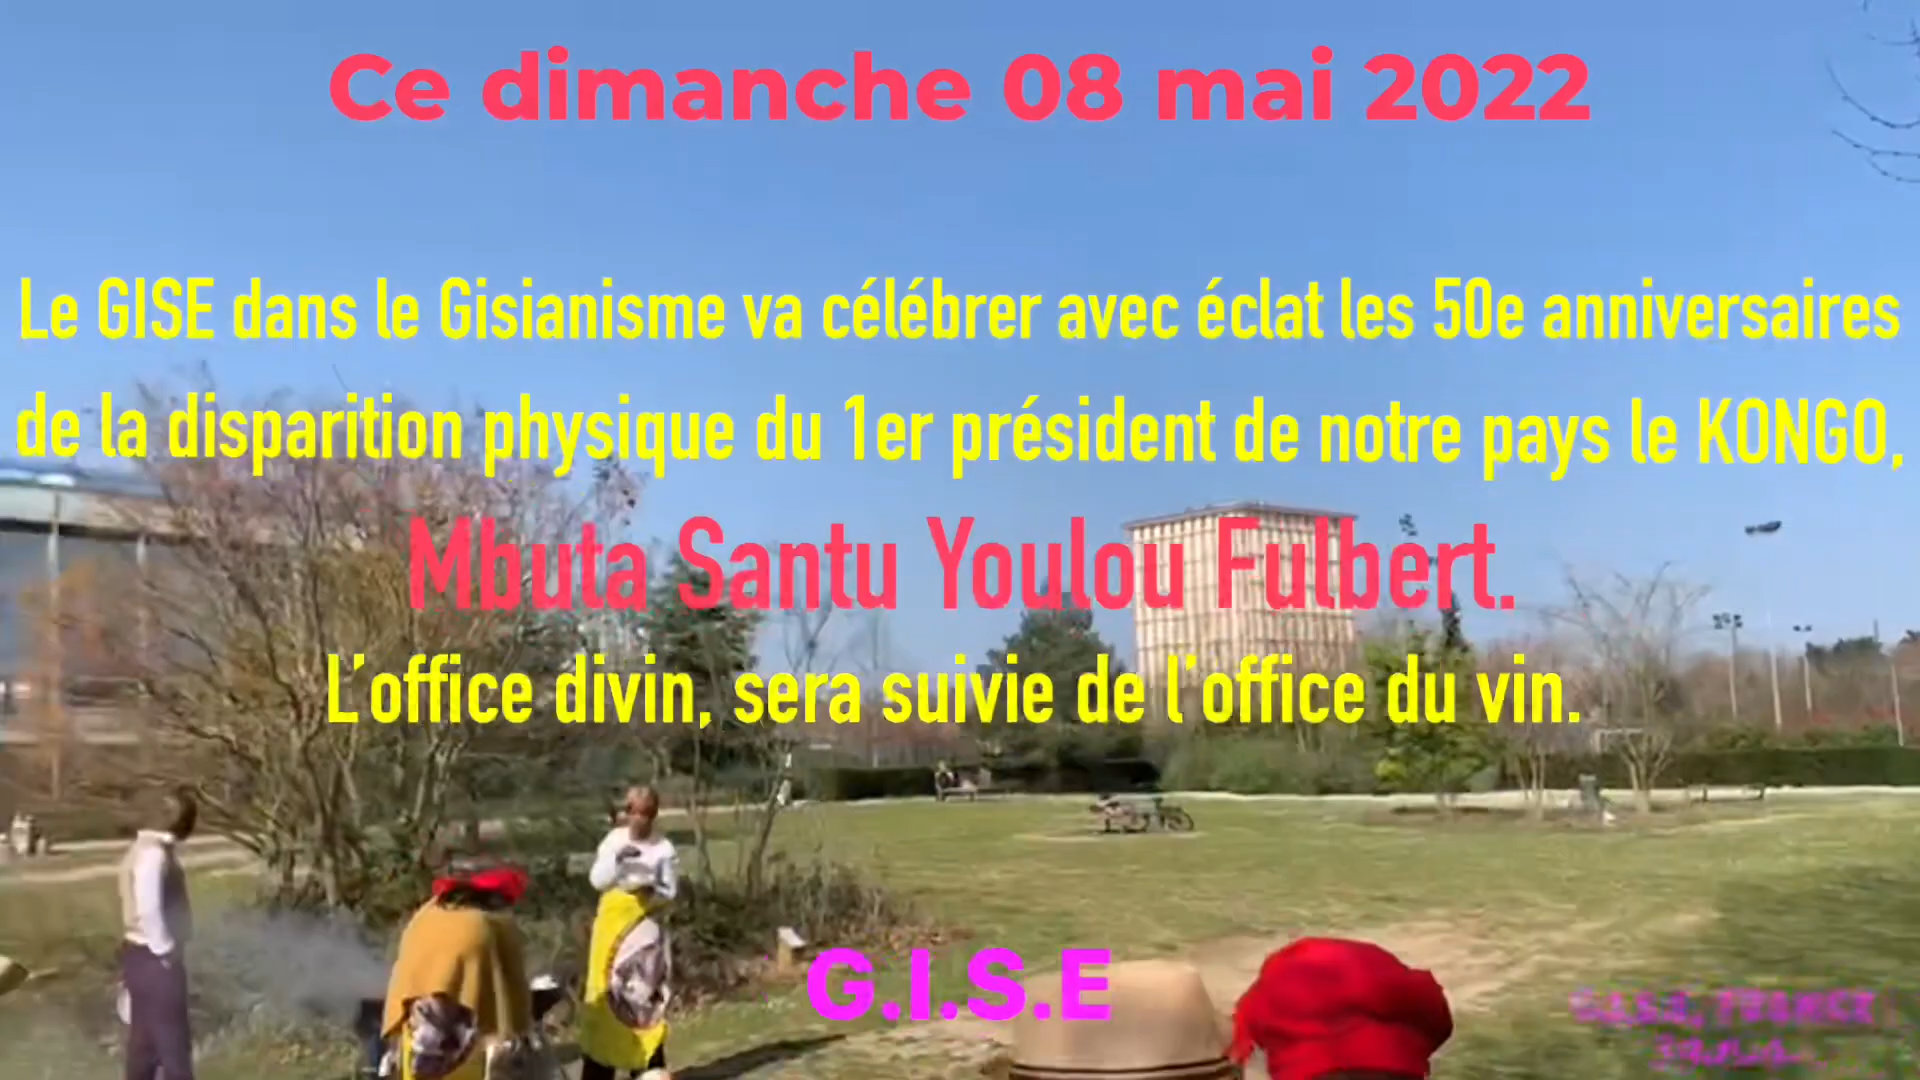 Ce dimanche 08 mai 2022
Le GISE dans le Gisianisme va célébrer avec éclat les 50e anniversaires
de la disparition physique du 1er président de notre pays le KONGO,
Mbuta Santu Youlou Fulbert.
L'office divin, sera suivie de l'office du vin.
G.I.S.E